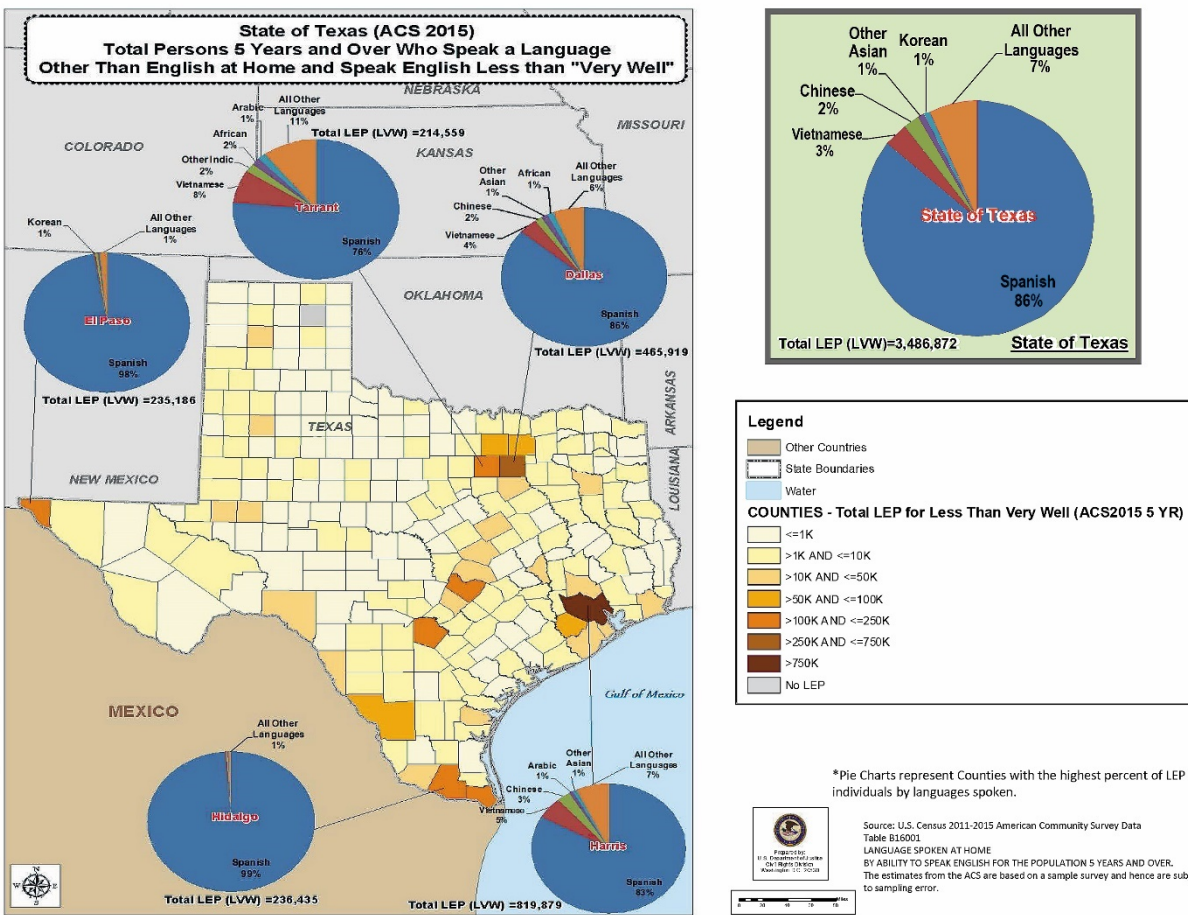 State of Texas (ACS 2015)
Total Persons 5 Years and Over Who Speak a Language
Other Than English at Home and Speak English Less than "Very Well"
NEBRASKA
MISSOURI
COLORADO
KANSAS
OKLAHOMA
ARKANSAS
LOUISIANA
NEW MEXICO
TEXAS
MEXICO
Gulf of Mexico
Arabic
1%
All Other
Languages
11%
African
2%
Other Indic
2%
Vietnamese
8%
Tarrant
Spanish
76%
Total LEP (LVW) =214,559
Other
Asian
1%
African
1%
All Other
Languages
6%
Chinese
2%
Vietnamese
4%
Dallas
Spanish
86%
Total LEP (LVW) =465,919
Korean
1%
All Other
Languages
1%
El Paso
Spanish
98%
Total LEP (LVW) =235,186
All Other
Languages
1%
Hidalgo
Spanish
99%
Total LEP (LVW) =236,435
Arabic
1%
Other
Asian
1%
All Other
Languages
7%
Chinese
3%
Vietnamese
5%
Harris
Spanish
83%
Total LEP (LVW) =819,879
N
Other
Asian
1%
Korean
1%
All Other
Languages
7%
Chinese
2%
Vietnamese
3%
State of Texas
Spanish
86%
Total LEP (LVW)=3,486,872
State of Texas
Legend
Other Countries
State Boundaries
Water
COUNTIES - Total LEP for Less Than Very Well (ACS2015 5 YR)
<=1K
>1K AND <=10K
>10K AND <=50K
>50K AND <=100K
>100K AND <=250K
>250K AND <=750K
>750K
No LEP
*Pie Charts represent Counties with the highest percent of LEP
individuals by languages spoken.
Prepared by:
U.S. Department of Justice
Civil Rights Division
Washington DC 20530
Source: U.S. Census 2011-2015 American Community Survey Data
Table B16001
LANGUAGE SPOKEN AT HOME
BY ABILITY TO SPEAK ENGLISH FOR THE POPULATION 5 YEARS AND OVER.
The estimates from the ACS are based on a sample survey and hence are sub
to sampling error.
Miles